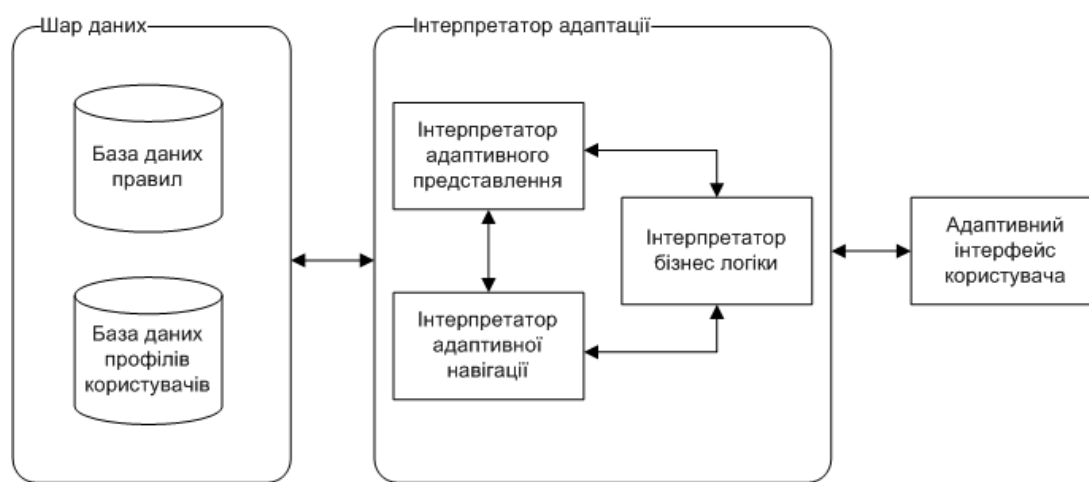 Шар даних
База даних
правил
База даних
профілів
користувачів
Інтерпретатор адаптації
Інтерпретатор
адаптивного
представлення
Інтерпретатор
адаптивної
навігації
Інтерпретатор
бізнес логіки
Адаптивний
інтерфейс
користувача